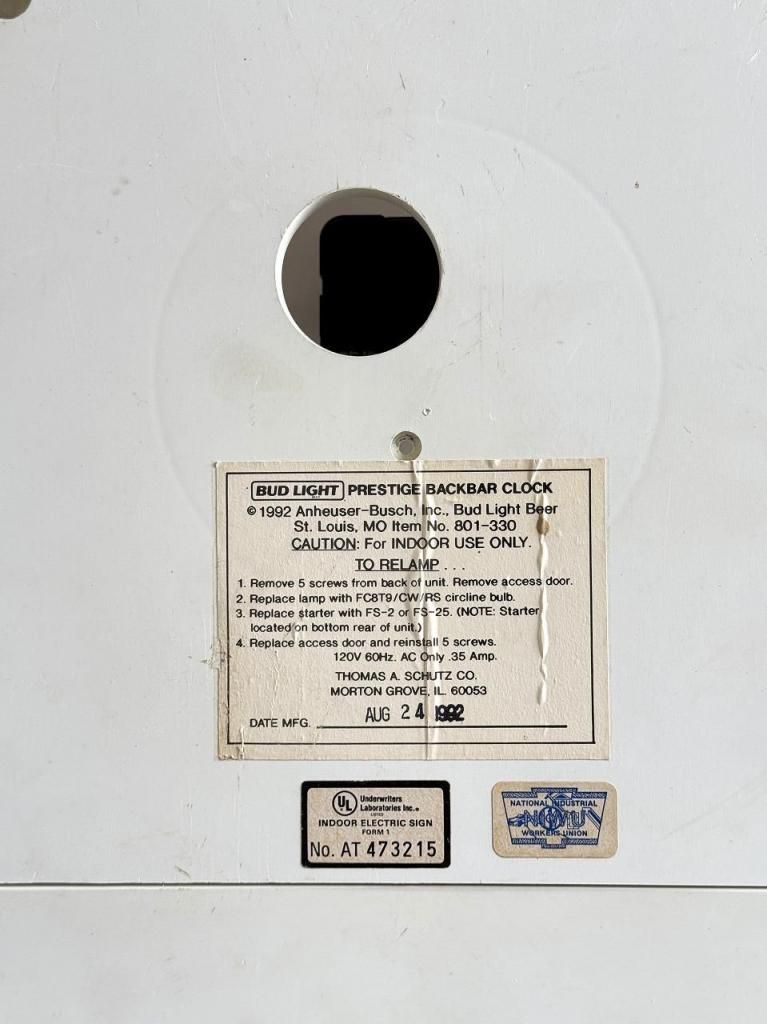 BUD LIGHT PRESTIGE BACKBAR CLOCK
© 1992 Anheuser-Busch, Inc., Bud Light Beer
St. Louis, MO Item No. 801-330
CAUTION: For INDOOR USE ONLY.
TO RELAMP . . .
1. Remove 5 screws from back of unit. Remove access door.
2. Replace lamp with FC8T9/CW/RS circline bulb.
3. Replace starter with FS-2 or FS-25. (NOTE: Starter
located on bottom rear of unit.)
4. Replace access door and reinstall 5 screws.
120V 60Hz. AC Only .35 Amp.
THOMAS A. SCHUTZ CO.
MORTON GROVE, IL. 60053
DATE MFG. AUG 24 1992
UL Underwriters
Laboratories Inc.®
LISTED
INDOOR ELECTRIC SIGN
FORM 1
No. AT 473215
NATIONAL INDUSTRIAL
NIWU
WORKERS UNION